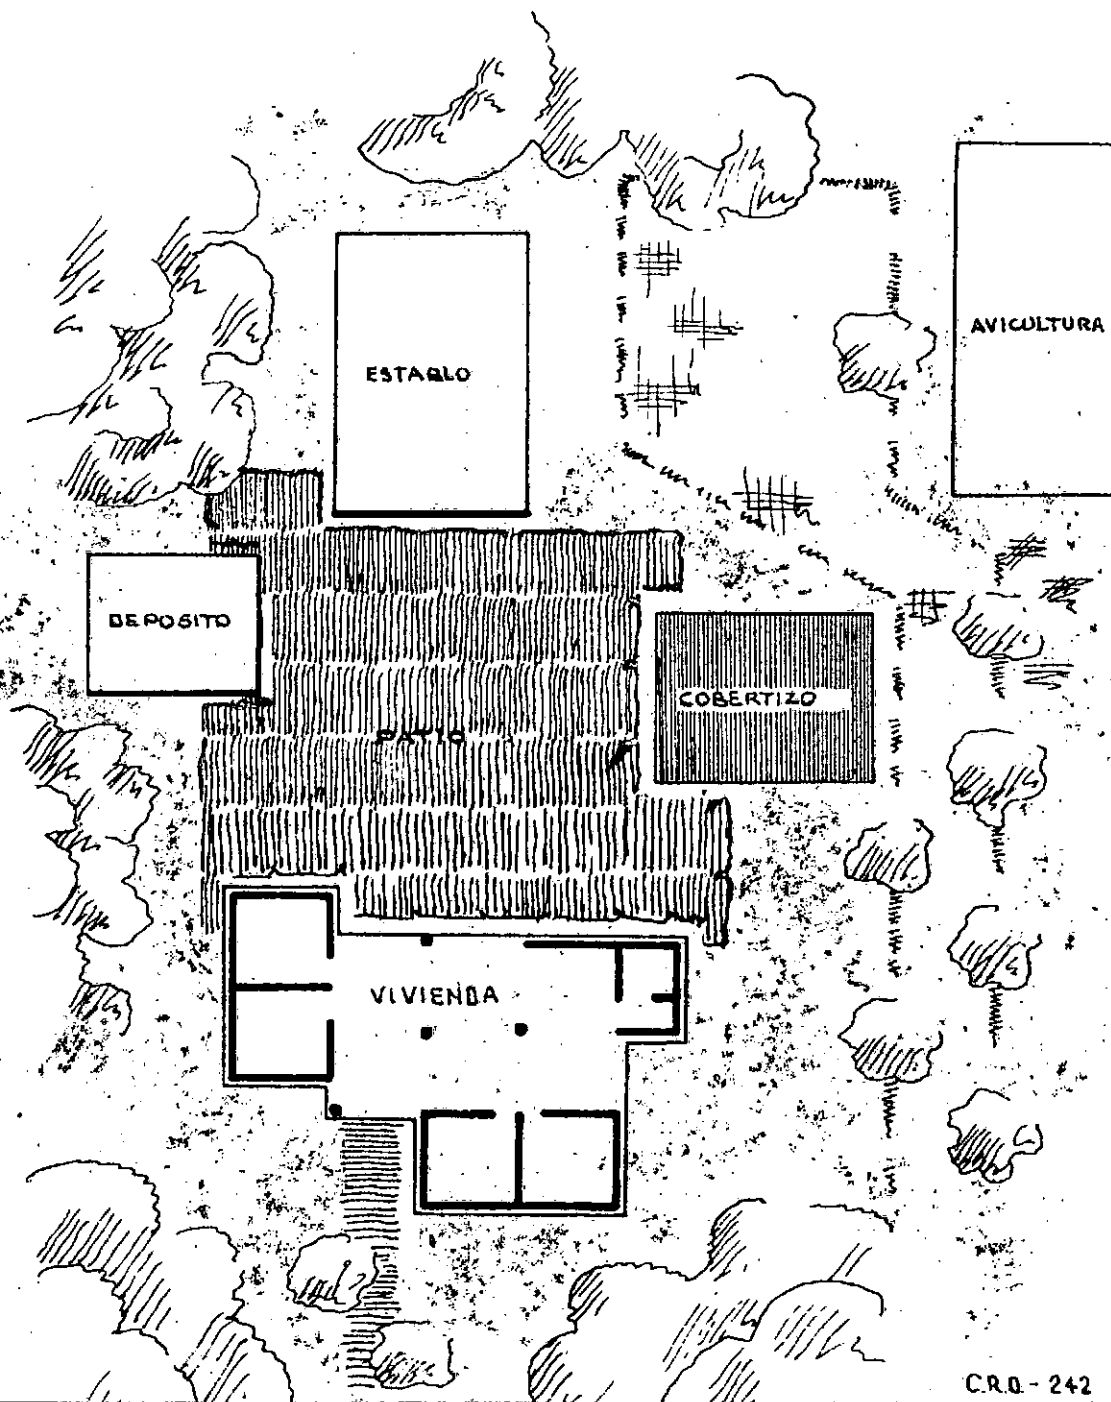 AVICULTURA
ESTABLO
DEPOSITO
COBERTIZO
PATIO
VIVIENDA
C.R.Q. - 242